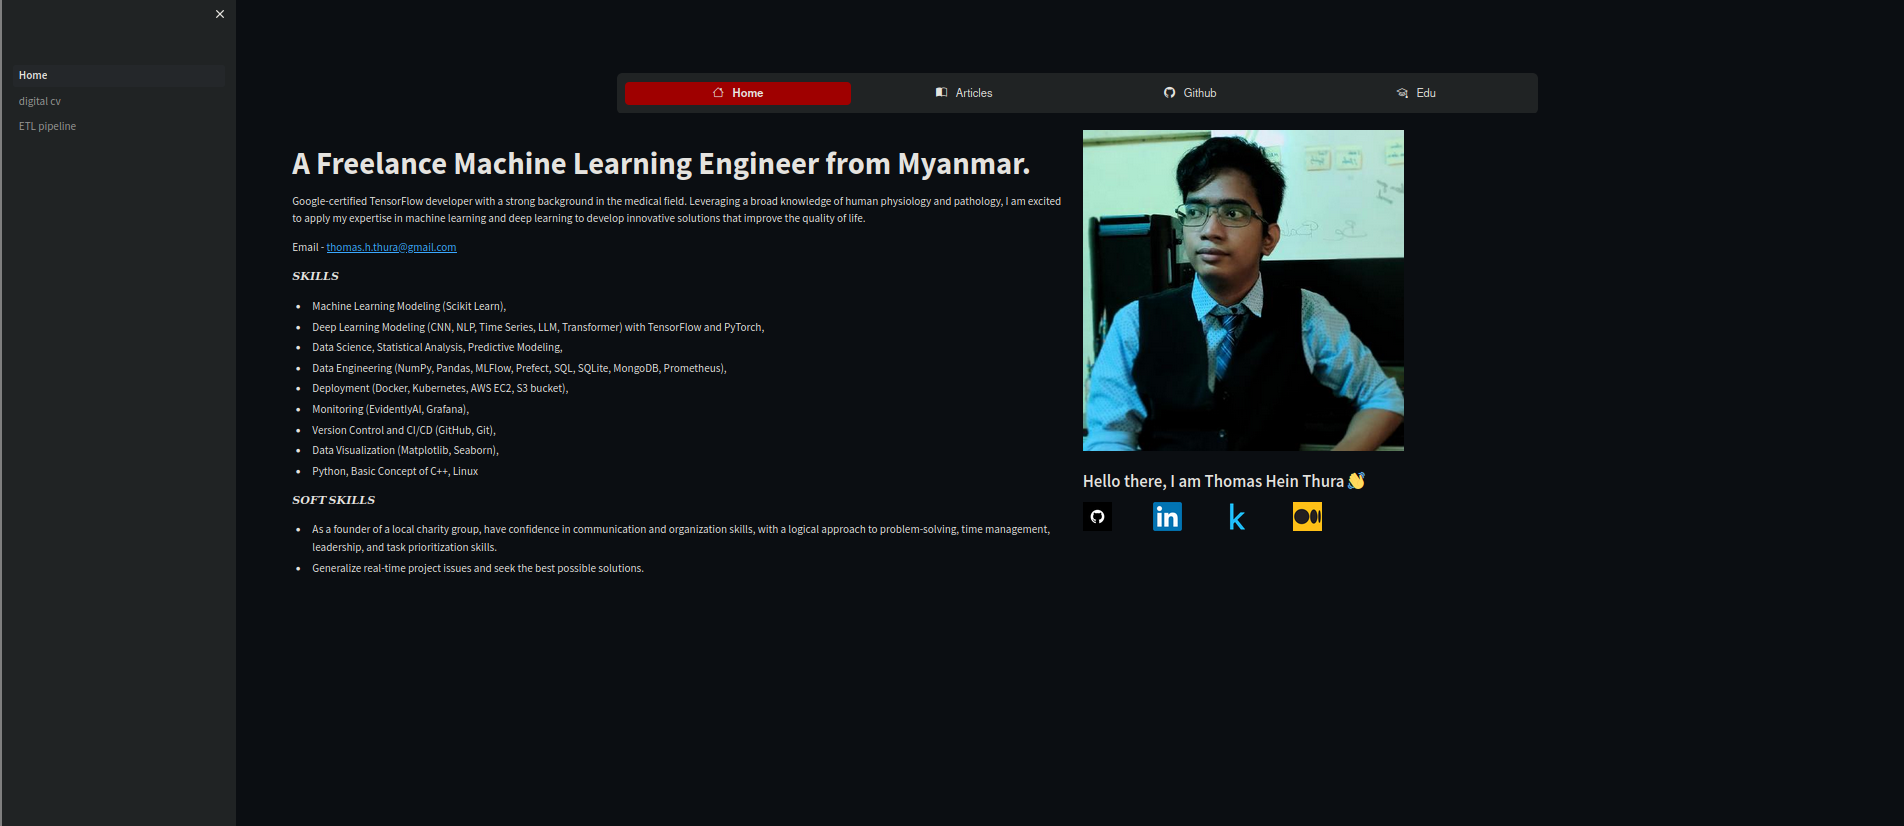 Home
digital cv
ETL pipeline
Home
Articles
Github
Edu
A Freelance Machine Learning Engineer from Myanmar.
Google-certified TensorFlow developer with a strong background in the medical field. Leveraging a broad knowledge of human physiology and pathology, I am excited
to apply my expertise in machine learning and deep learning to develop innovative solutions that improve the quality of life.
Email - thomas.h.thura@gmail.com
SKILLS
• Machine Learning Modeling (Scikit Learn),
• Deep Learning Modeling (CNN, NLP, Time Series, LLM, Transformer) with TensorFlow and PyTorch,
• Data Science, Statistical Analysis, Predictive Modeling,
• Data Engineering (NumPy, Pandas, MLFlow, Prefect, SQL, SQLite, MongoDB, Prometheus),
• Deployment (Docker, Kubernetes, AWS EC2, S3 bucket),
• Monitoring (EvidentlyAI, Grafana),
• Version Control and CI/CD (GitHub, Git),
• Data Visualization (Matplotlib, Seaborn),
• Python, Basic Concept of C++, Linux
SOFT SKILLS
• As a founder of a local charity group, have confidence in communication and organization skills, with a logical approach to problem-solving, time management,
leadership, and task prioritization skills.
• Generalize real-time project issues and seek the best possible solutions.
Hello there, I am Thomas Hein Thura 👋
in
k